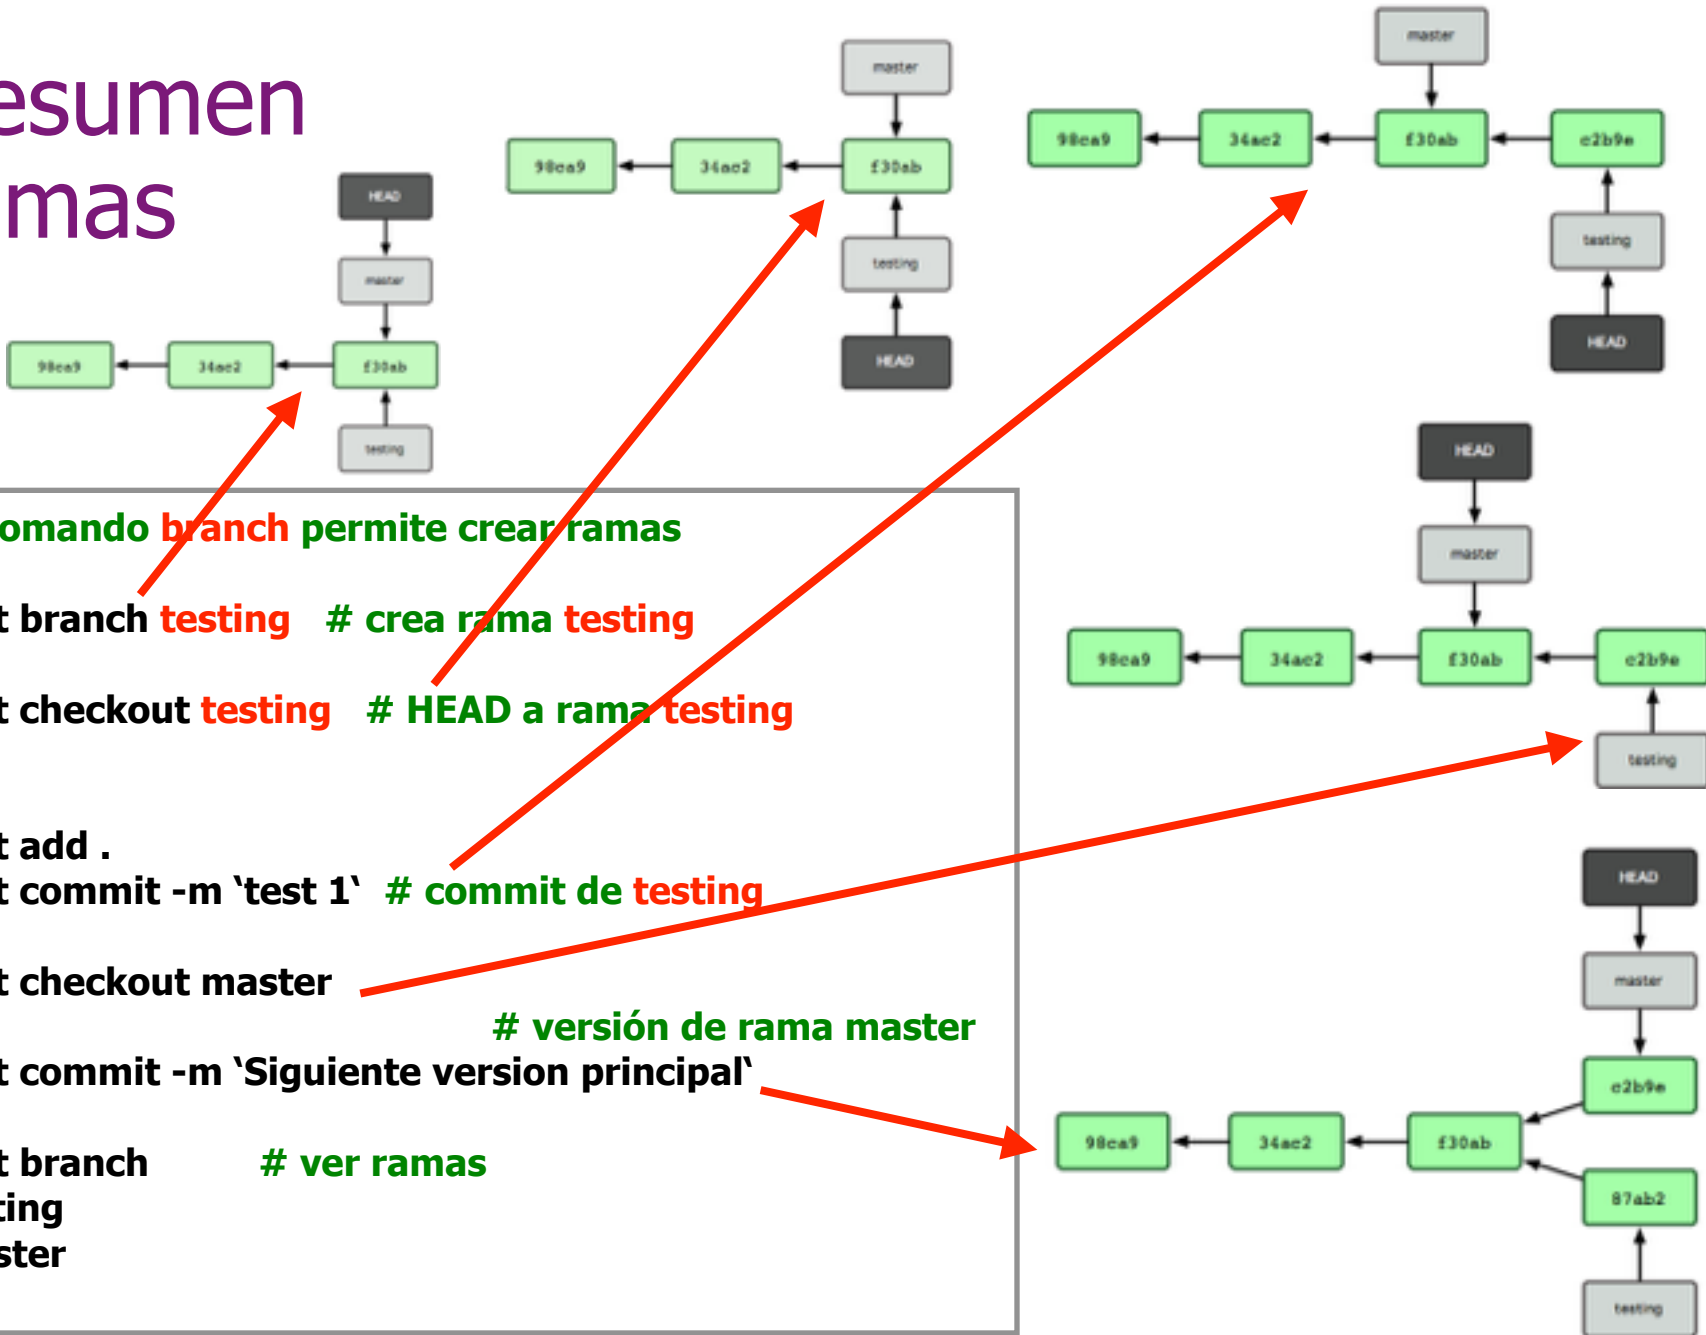 esumen
mas
HEAD
master
98ca9 34ac2 f30ab
testing
master
98ca9 34ac2 f30ab
testing
HEAD
master
98ca9 34ac2 f30ab c2b9e
testing
HEAD
omando branch permite crear ramas
t branch testing # crea rama testing
t checkout testing # HEAD a rama testing
t add .
t commit -m ‘test 1‘ # commit de testing
t checkout master
# versión de rama master
t commit -m ‘Siguiente version principal‘
t branch # ver ramas
ting
ster
HEAD
master
98ca9 34ac2 f30ab c2b9e
testing
HEAD
master
c2b9e
98ca9 34ac2 f30ab
87ab2
testing